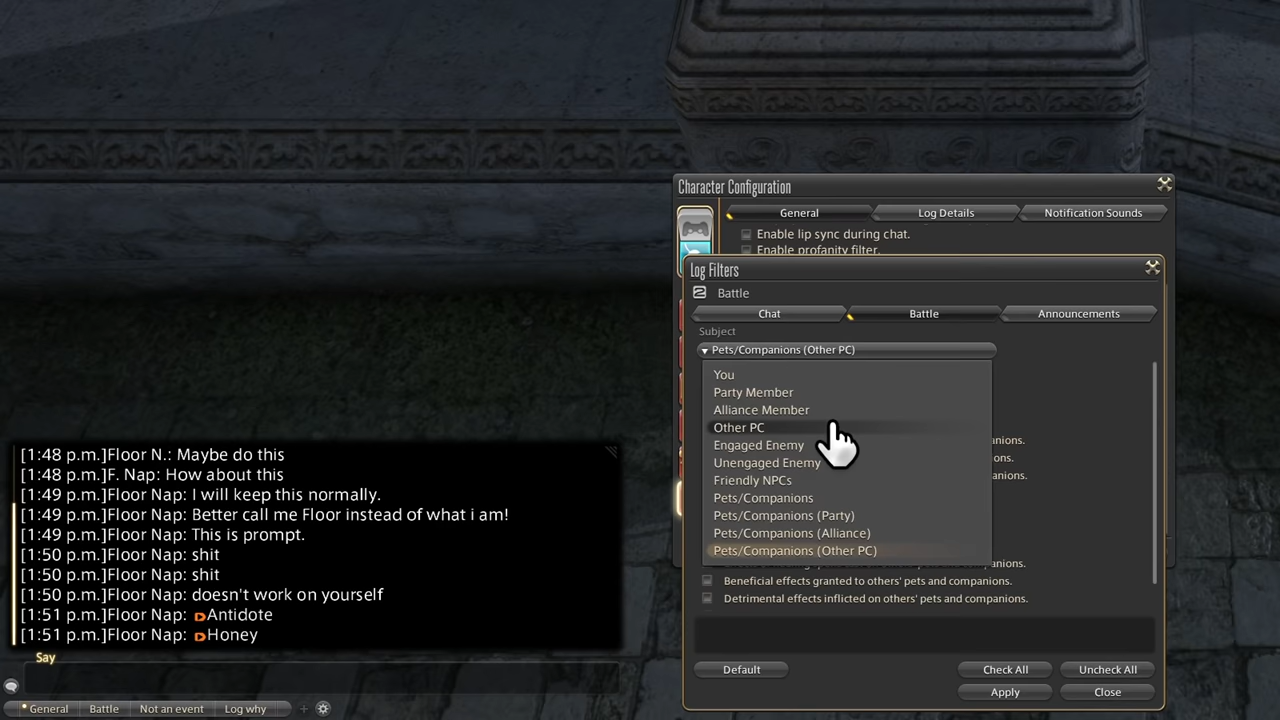 Character Configuration
General
Log Details
Notification Sounds
Enable lip sync during chat.
Enable profanity filter.
Log Filters
Battle
Chat
Battle
Announcements
Subject
Pets/Companions (Other PC)
You
Party Member
Alliance Member
Other PC
Engaged Enemy
Unengaged Enemy
Friendly NPCs
Pets/Companions
Pets/Companions (Party)
Pets/Companions (Alliance)
Pets/Companions (Other PC)
Beneficial effects granted to others' pets and companions.
Detrimental effects inflicted on others' pets and companions.
Default
Check All
Uncheck All
Apply
Close
[1:48 p.m.]Floor N.: Maybe do this
[1:48 p.m.]F. Nap: How about this
[1:49 p.m.]Floor Nap: I will keep this normally.
[1:49 p.m.]Floor Nap: Better call me Floor instead of what i am!
[1:49 p.m.]Floor Nap: This is prompt.
[1:50 p.m.]Floor Nap: shit
[1:50 p.m.]Floor Nap: shit
[1:50 p.m.]Floor Nap: doesn't work on yourself
[1:51 p.m.]Floor Nap: Antidote
[1:51 p.m.]Floor Nap: Honey
Say
General
Battle
Not an event
Log why